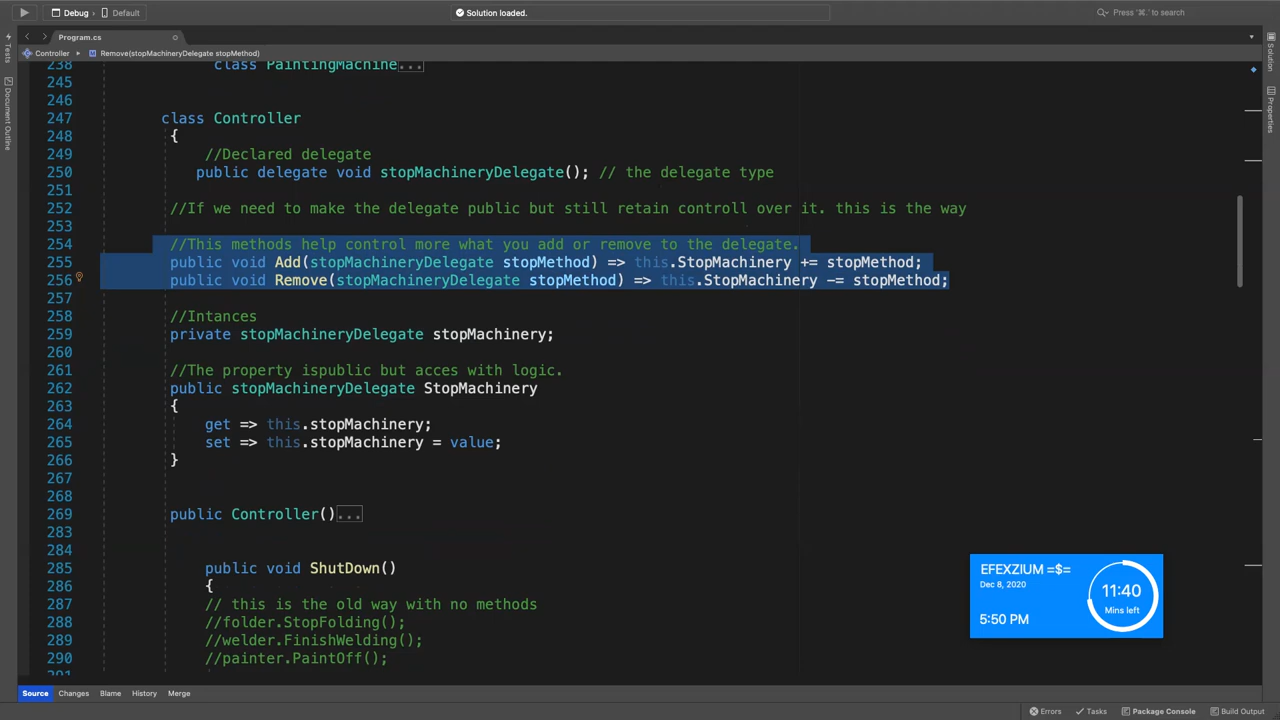 Debug
Default
Solution loaded.
Press '⌘.' to search
Program.cs
Controller
Remove(stopMachineryDelegate stopMethod)
Tests
Document Outline
Solution
Properties
238 class PaintingMachine...
245
246
247 class Controller
248 {
249 //Declared delegate
250 public delegate void stopMachineryDelegate(); // the delegate type
251
252 //If we need to make the delegate public but still retain controll over it. this is the way
253
254 //This methods help control more what you add or remove to the delegate.
255 public void Add(stopMachineryDelegate stopMethod) => this.StopMachinery += stopMethod;
256 public void Remove(stopMachineryDelegate stopMethod) => this.StopMachinery -= stopMethod;
257
258 //Intances
259 private stopMachineryDelegate stopMachinery;
260
261 //The property ispublic but acces with logic.
262 public stopMachineryDelegate StopMachinery
263 {
264 get => this.stopMachinery;
265 set => this.stopMachinery = value;
266 }
267
268
269 public Controller()...
283
284
285 public void ShutDown()
286 {
287 // this is the old way with no methods
288 //folder.StopFolding();
289 //welder.FinishWelding();
290 //painter.PaintOff();
291
EFEXZIUM =$=
Dec 8, 2020
5:50 PM
11:40
Mins left
Source
Changes
Blame
History
Merge
Errors
Tasks
Package Console
Build Output